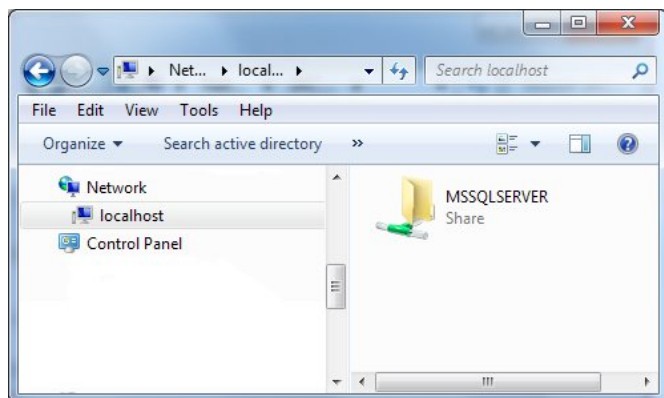 Net... local...
Search localhost
File Edit View Tools Help
Organize Search active directory »
Network
localhost
Control Panel
MSSQLSERVER
Share